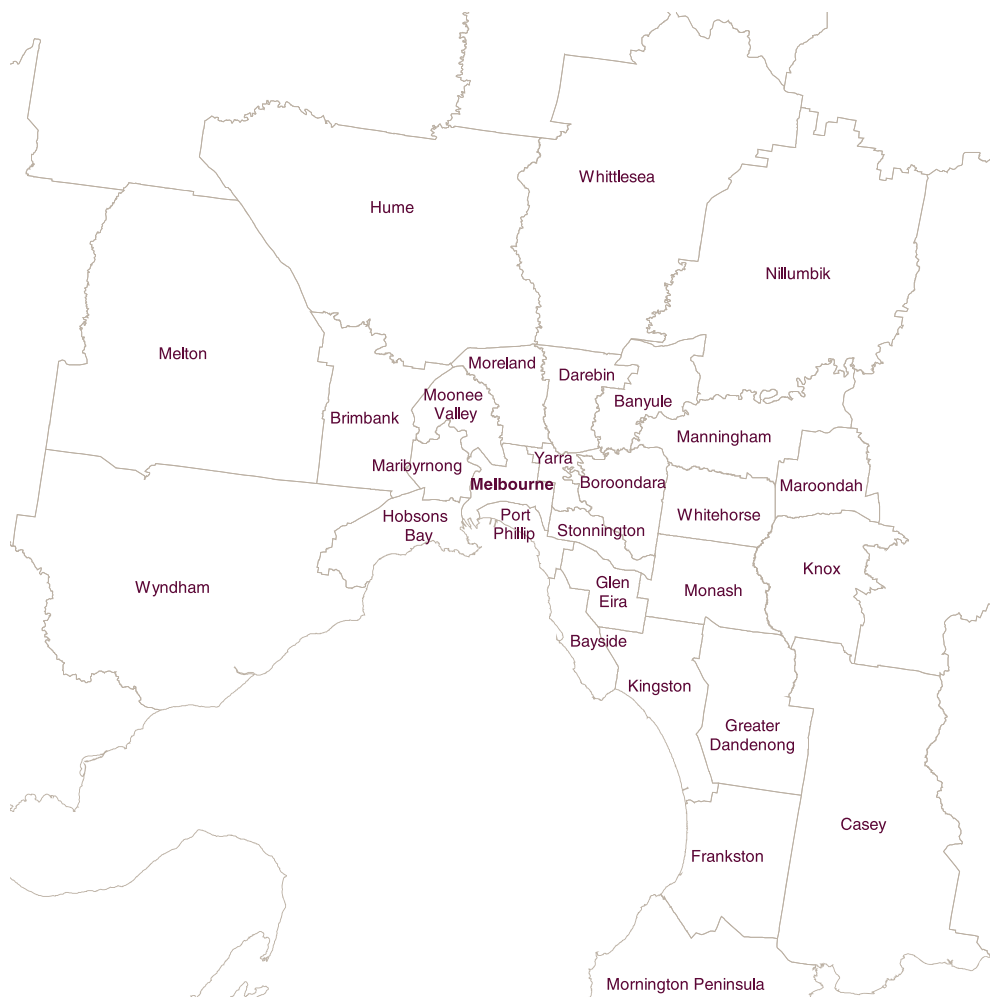 Whittlesea
Hume
Nillumbik
Melton
Moreland
Darebin
Moonee
Valley
Banyule
Brimbank
Manningham
Yarra
Maribyrnong
Melbourne
Boroondara
Maroondah
Hobsons
Bay
Port
Phillip
Whitehorse
Stonnington
Knox
Wyndham
Glen
Eira
Monash
Bayside
Kingston
Greater
Dandenong
Casey
Frankston
Mornington Peninsula